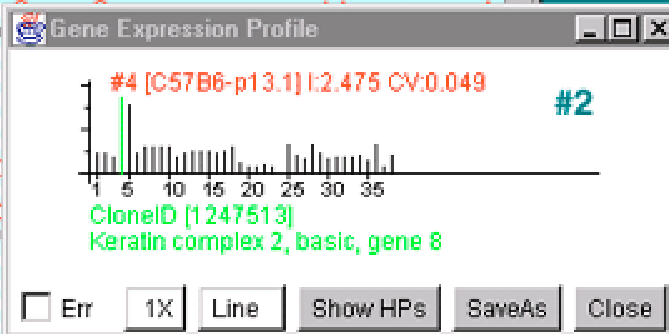 Gene Expression Profile
#4 [C57B6-p13.1] I:2.475 CV:0.049
#2
1 5 10 15 20 25 30 35
CloneID [1247513]
Keratin complex 2, basic, gene 8
Err 1X Line Show HPs SaveAs Close